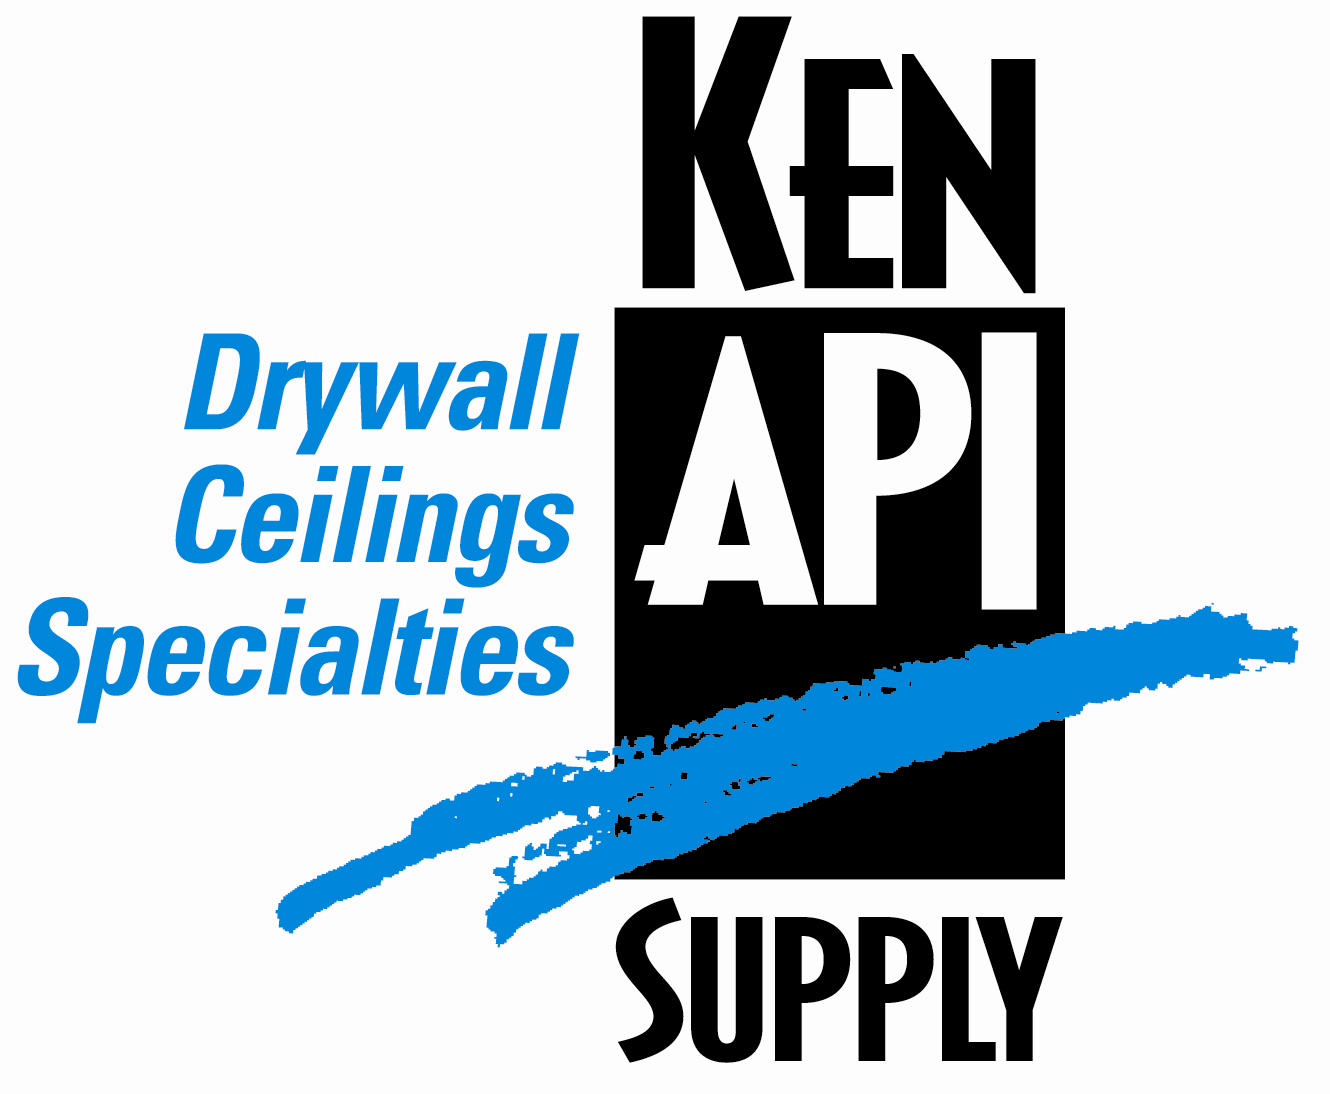 KEN
API
Drywall
Ceilings
Specialties
SUPPLY